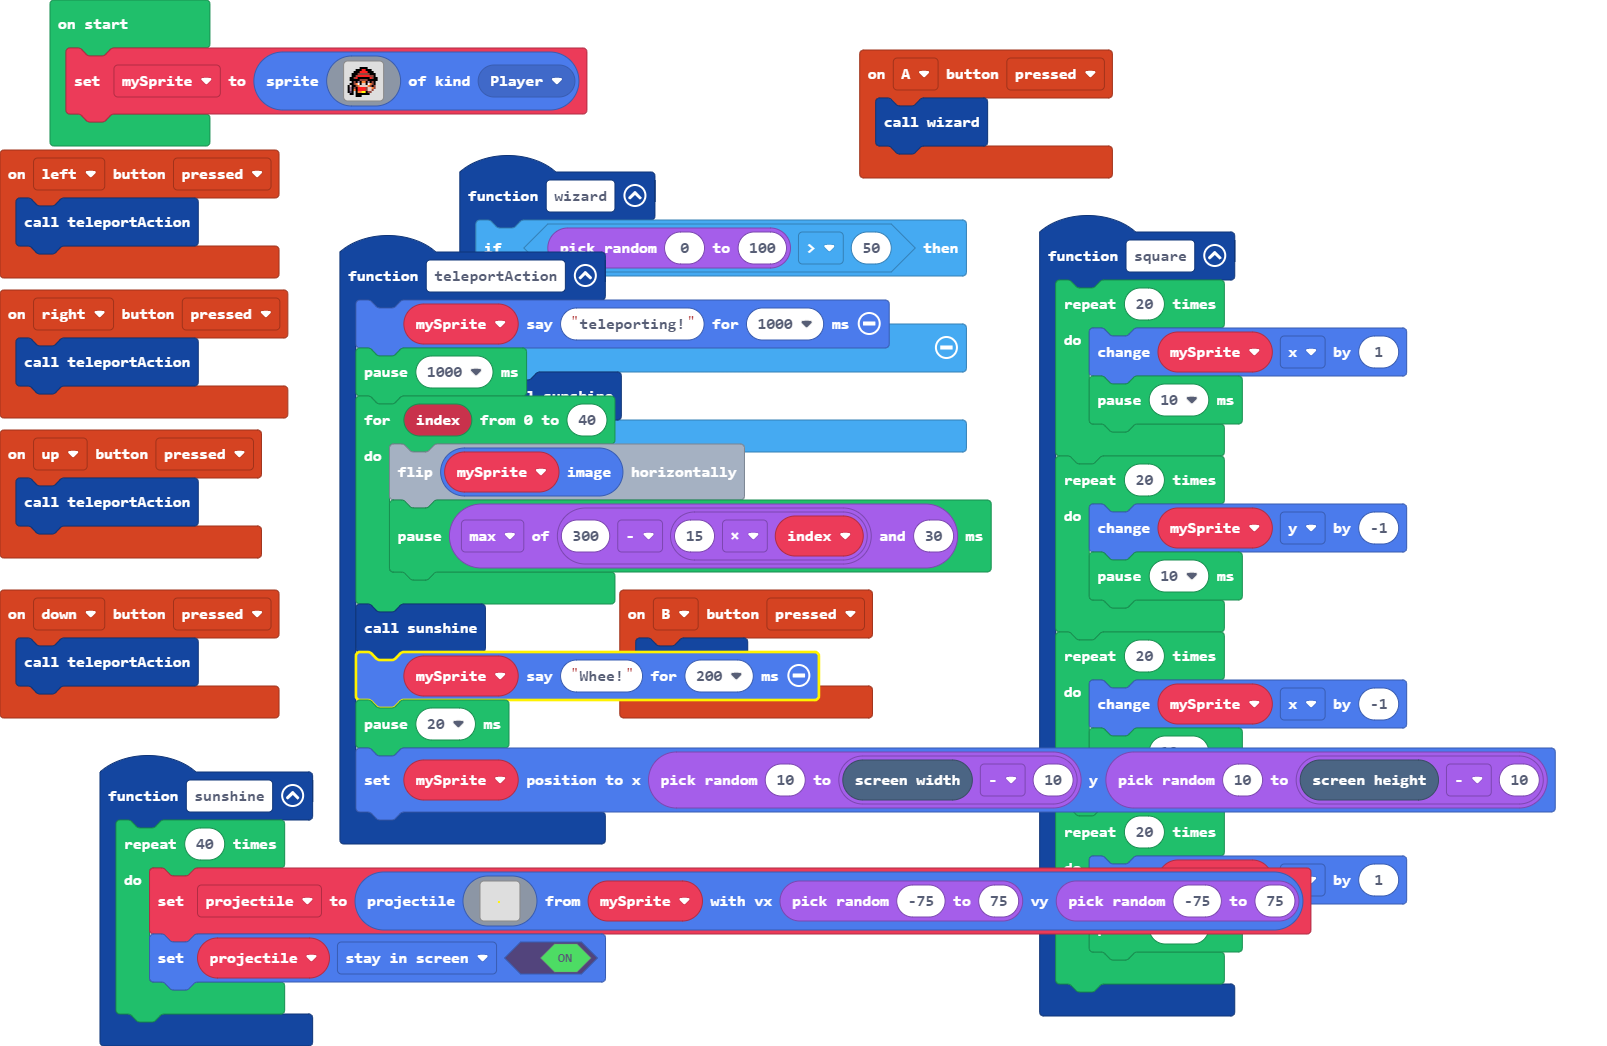 on start
set mySprite to sprite of kind Player
on left button pressed
call teleportAction
on right button pressed
call teleportAction
on up button pressed
call teleportAction
on down button pressed
call teleportAction
on A button pressed
call wizard
function wizard
if pick random 0 to 100 > 50 then
sunshine
function teleportAction
mySprite say "teleporting!" for 1000 ms
pause 1000 ms
for index from 0 to 40
do
flip mySprite image horizontally
pause max of 300 - 15 × index and 30 ms
call sunshine
mySprite say "Whee!" for 200 ms
pause 20 ms
set mySprite position to x pick random 10 to screen width - 10 y pick random 10 to screen height - 10
on B button pressed
function square
repeat 20 times
do
change mySprite x by 1
pause 10 ms
repeat 20 times
do
change mySprite y by -1
pause 10 ms
repeat 20 times
do
change mySprite x by -1
repeat 20 times
by 1
function sunshine
repeat 40 times
do
set projectile to projectile from mySprite with vx pick random -75 to 75 vy pick random -75 to 75
set projectile stay in screen ON